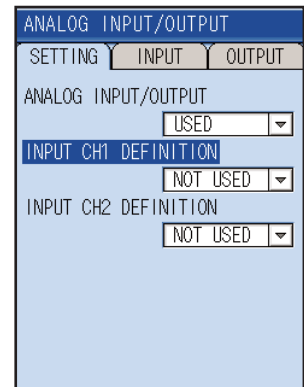 ANALOG INPUT/OUTPUT
SETTING INPUT OUTPUT
ANALOG INPUT/OUTPUT
USED
INPUT CH1 DEFINITION
NOT USED
INPUT CH2 DEFINITION
NOT USED